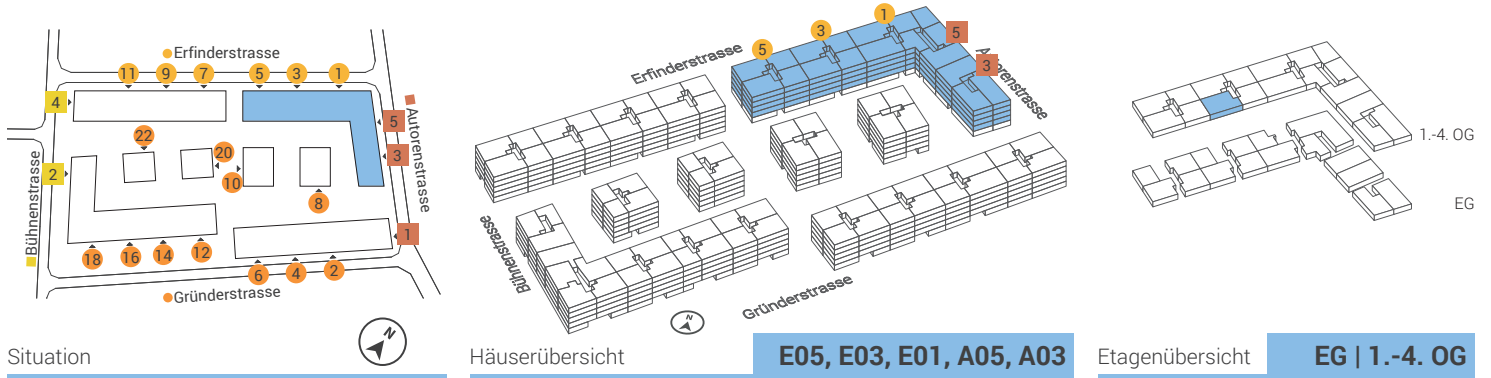 Erfinderstrasse
11 9 7 5 3 1
4
5
Autorenstrasse
22
20
3
2
10
8
Bühnenstrasse
1
18 16 14 12
6 4 2
Gründerstrasse
N
Situation
Erfinderstrasse
5 3 1
5
3
Autorenstrasse
Bühnenstrasse
Gründerstrasse
N
Häuserübersicht
E05, E03, E01, A05, A03
1.-4. OG
EG
Etagenübersicht
EG | 1.-4. OG